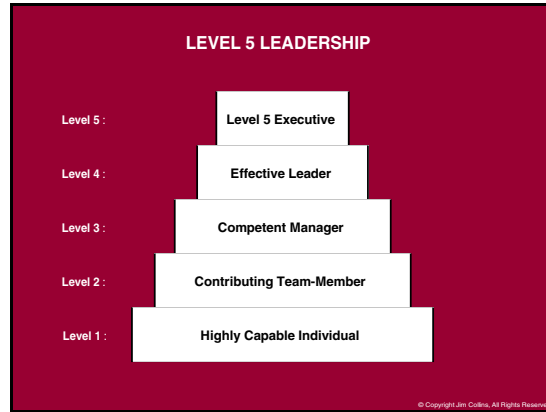 LEVEL 5 LEADERSHIP
Level 5 : Level 5 Executive
Level 4 : Effective Leader
Level 3 : Competent Manager
Level 2 : Contributing Team-Member
Level 1 : Highly Capable Individual
© Copyright Jim Collins, All Rights Reserve